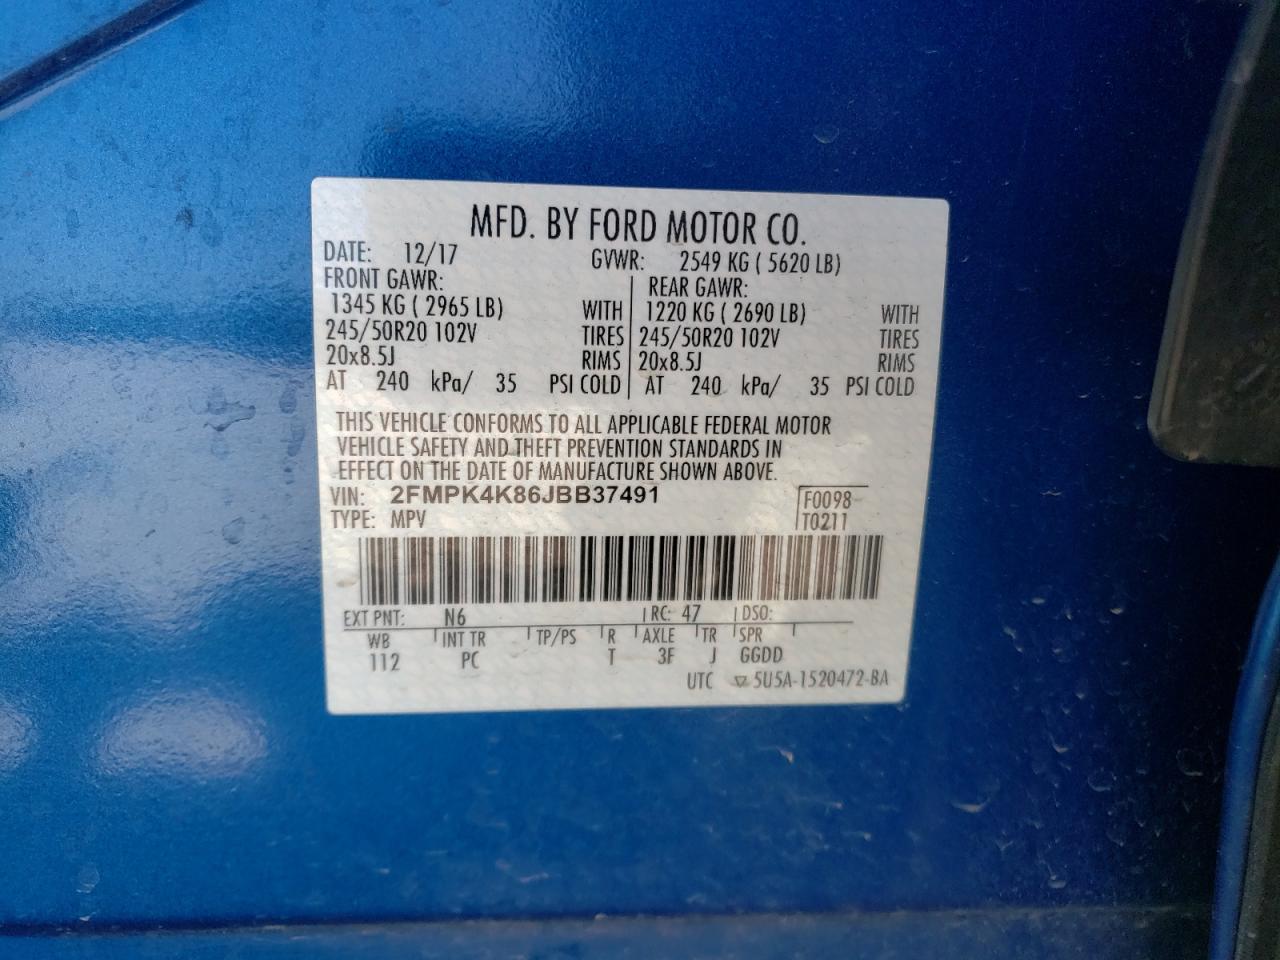 MFD. BY FORD MOTOR CO.
DATE: 12/17 GVWR: 2549 KG ( 5620 LB)
FRONT GAWR: REAR GAWR:
1345 KG ( 2965 LB) WITH 1220 KG ( 2690 LB) WITH
245/50R20 102V TIRES 245/50R20 102V TIRES
20x8.5J RIMS 20x8.5J RIMS
AT 240 kPa/ 35 PSI COLD AT 240 kPa/ 35 PSI COLD
THIS VEHICLE CONFORMS TO ALL APPLICABLE FEDERAL MOTOR
VEHICLE SAFETY AND THEFT PREVENTION STANDARDS IN
EFFECT ON THE DATE OF MANUFACTURE SHOWN ABOVE.
VIN: 2FMPK4K86JBB37491 F0098
TYPE: MPV T0211
EXT PNT: N6 RC: 47 DSO:
WB INT TR TP/PS R AXLE TR SPR
112 PC T 3F J GGDD
UTC 5U5A-1520472-BA